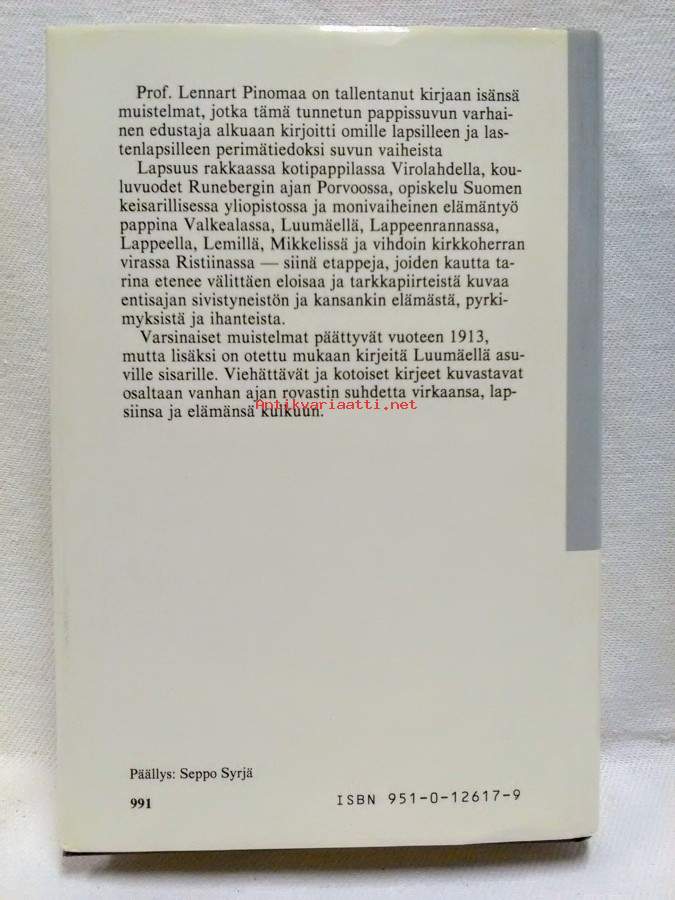 Prof. Lennart Pinomaa on tallentanut kirjaan isänsä
muistelmat, jotka tämä tunnetun pappissuvun varhai-
nen edustaja alkuaan kirjoitti omille lapsilleen ja las-
tenlapsilleen perimätiedoksi suvun vaiheista
Lapsuus rakkaassa kotipappilassa Virolahdella, kou-
luvuodet Runebergin ajan Porvoossa, opiskelu Suomen
keisarillisessa yliopistossa ja monivaiheinen elämäntyö
pappina Valkealassa, Luumäellä, Lappeenrannassa,
Lappeella, Lemillä, Mikkelissä ja vihdoin kirkkoherran
virassa Ristiinassa — siinä etappeja, joiden kautta ta-
rina etenee välittäen eloisaa ja tarkkapiirteistä kuvaa
entisajan sivistyneistön ja kansankin elämästä, pyrki-
myksistä ja ihanteista.
Varsinaiset muistelmat päättyvät vuoteen 1913,
mutta lisäksi on otettu mukaan kirjeitä Luumäellä asu-
ville sisarille. Viehättävät ja kotoiset kirjeet kuvastavat
osaltaan vanhan ajan rovastin suhdetta virkaansa, lap-
siinsa ja elämänsä kulkuun.
Antikvariaatti.net
Päällys: Seppo Syrjä
991
ISBN 951-0-12617-9